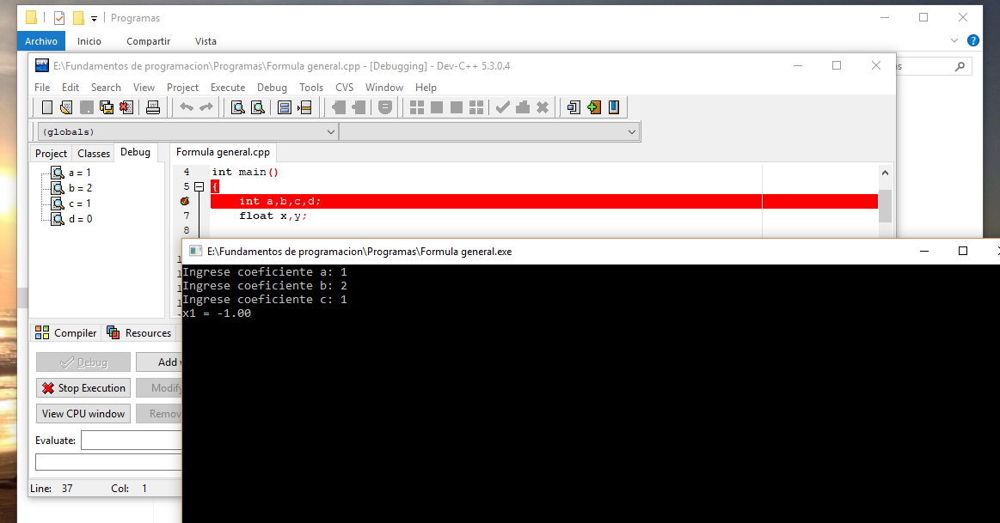 Programas
Archivo Inicio Compartir Vista
E:\Fundamentos de programacion\Programas\Formula general.cpp - [Debugging] - Dev-C++ 5.3.0.4
File Edit Search View Project Execute Debug Tools CVS Window Help
(globals)
Project Classes Debug
Formula general.cpp
a = 1
b = 2
c = 1
d = 0
4 int main()
5 {
int a,b,c,d;
7 float x,y;
8
E:\Fundamentos de programacion\Programas\Formula general.exe
Ingrese coeficiente a: 1
Ingrese coeficiente b: 2
Ingrese coeficiente c: 1
x1 = -1.00
Compiler Resources
Debug Add
Stop Execution Modify
View CPU window Remov
Evaluate:
Line: 37 Col: 1